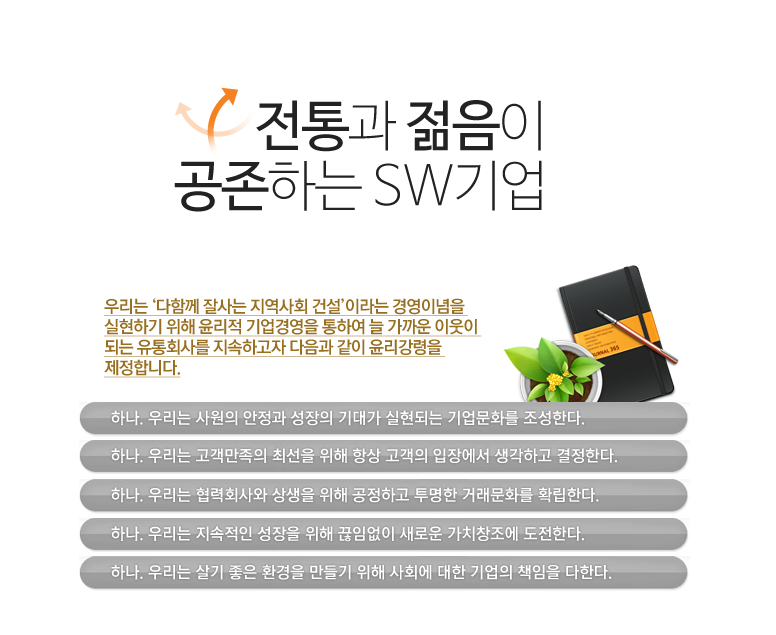 전통과 젊음이
공존하는 SW기업
우리는 ‘다함께 잘사는 지역사회 건설’이라는 경영이념을
실현하기 위해 윤리적 기업경영을 통하여 늘 가까운 이웃이
되는 유통회사를 지속하고자 다음과 같이 윤리강령을
제정합니다.
JOURNAL 365
하나. 우리는 사원의 안정과 성장의 기대가 실현되는 기업문화를 조성한다.
하나. 우리는 고객만족의 최선을 위해 항상 고객의 입장에서 생각하고 결정한다.
하나. 우리는 협력회사와 상생을 위해 공정하고 투명한 거래문화를 확립한다.
하나. 우리는 지속적인 성장을 위해 끊임없이 새로운 가치창조에 도전한다.
하나. 우리는 살기 좋은 환경을 만들기 위해 사회에 대한 기업의 책임을 다한다.